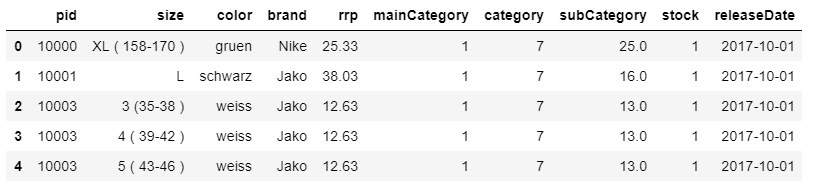 pid size color brand rrp mainCategory category subCategory stock releaseDate
0 10000 XL ( 158-170 ) gruen Nike 25.33 1 7 25.0 1 2017-10-01
1 10001 L schwarz Jako 38.03 1 7 16.0 1 2017-10-01
2 10003 3 (35-38 ) weiss Jako 12.63 1 7 13.0 1 2017-10-01
3 10003 4 ( 39-42 ) weiss Jako 12.63 1 7 13.0 1 2017-10-01
4 10003 5 ( 43-46 ) weiss Jako 12.63 1 7 13.0 1 2017-10-01